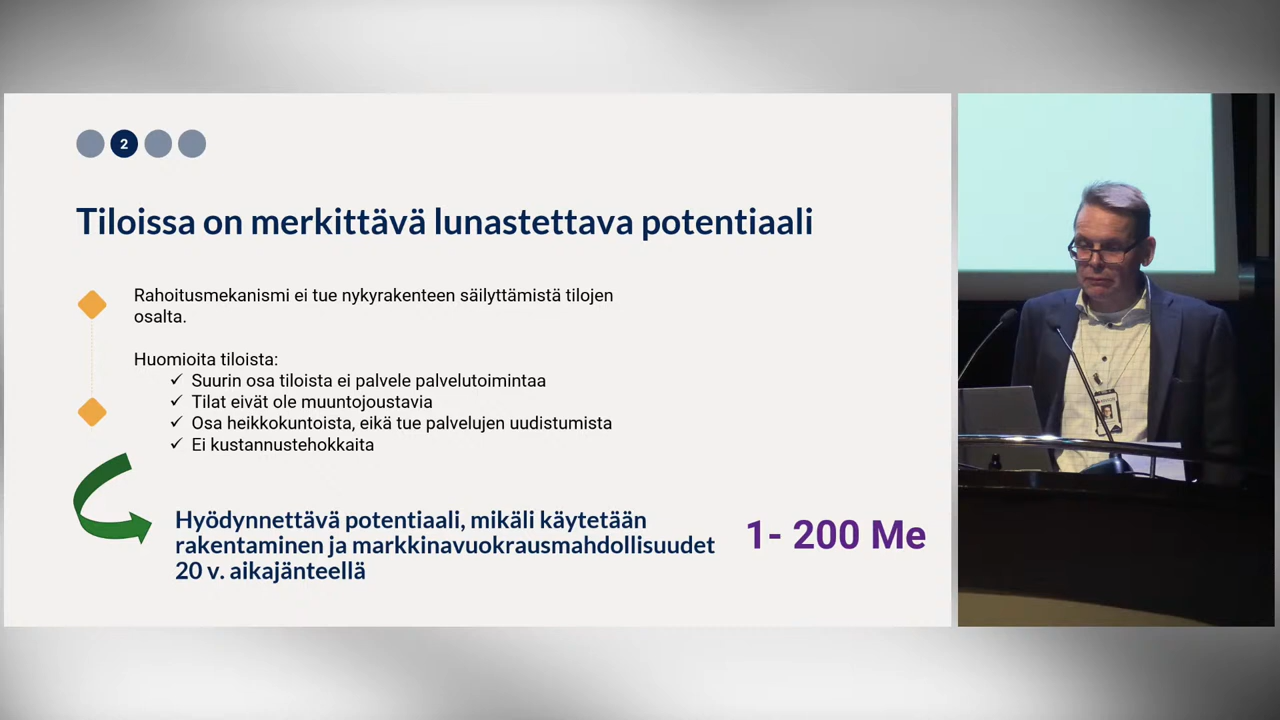 2
Tiloissa on merkittävä lunastettava potentiaali
Rahoitusmekanismi ei tue nykyrakenteen säilyttämistä tilojen
osalta.
Huomioita tiloista:
✓ Suurin osa tiloista ei palvele palvelutoimintaa
✓ Tilat eivät ole muuntojoustavia
✓ Osa heikkokuntoista, eikä tue palvelujen uudistumista
✓ Ei kustannustehokkaita
Hyödynnettävä potentiaali, mikäli käytetään
rakentaminen ja markkinavuokrausmahdollisuudet
20 v. aikajänteellä
1- 200 Me